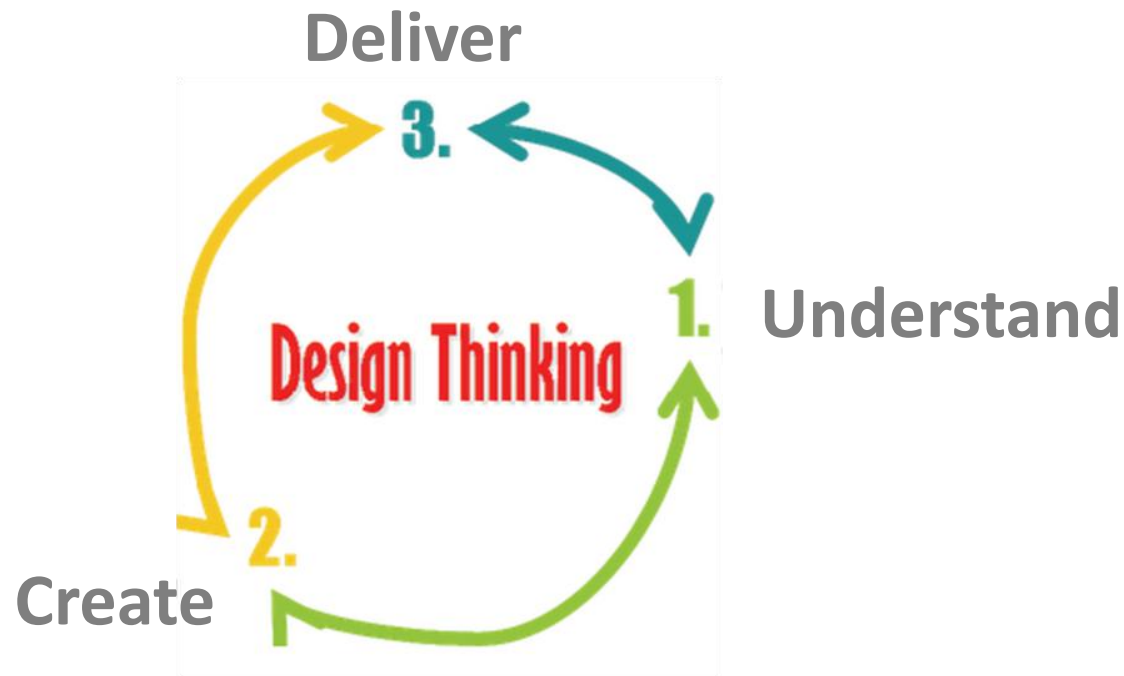 Deliver
3.
1.
Understand
Design Thinking
2.
Create